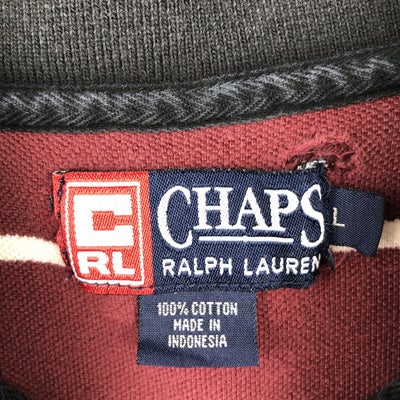 C
RL
CHAPS
RALPH LAUREN
L
100% COTTON
MADE IN
INDONESIA